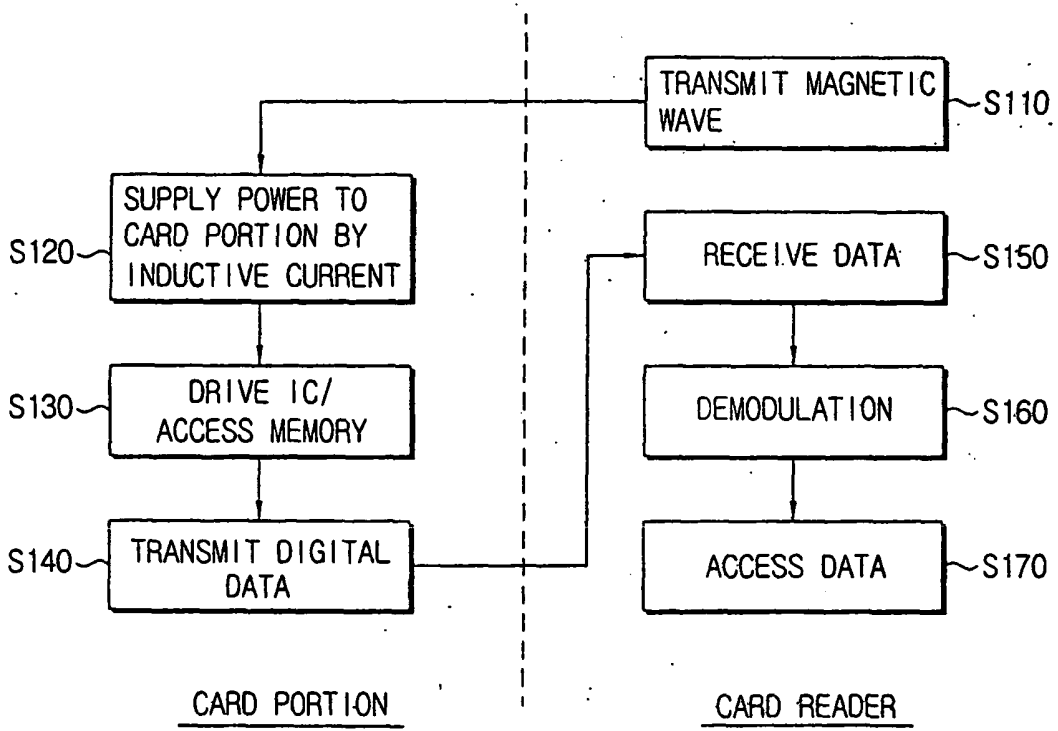 TRANSMIT MAGNETIC
WAVE
S110
SUPPLY POWER TO
CARD PORTION BY
INDUCTIVE CURRENT
S120
DRIVE IC/
ACCESS MEMORY
S130
TRANSMIT DIGITAL
DATA
S140
RECEIVE DATA
S150
DEMODULATION
S160
ACCESS DATA
S170
CARD PORTION
CARD READER